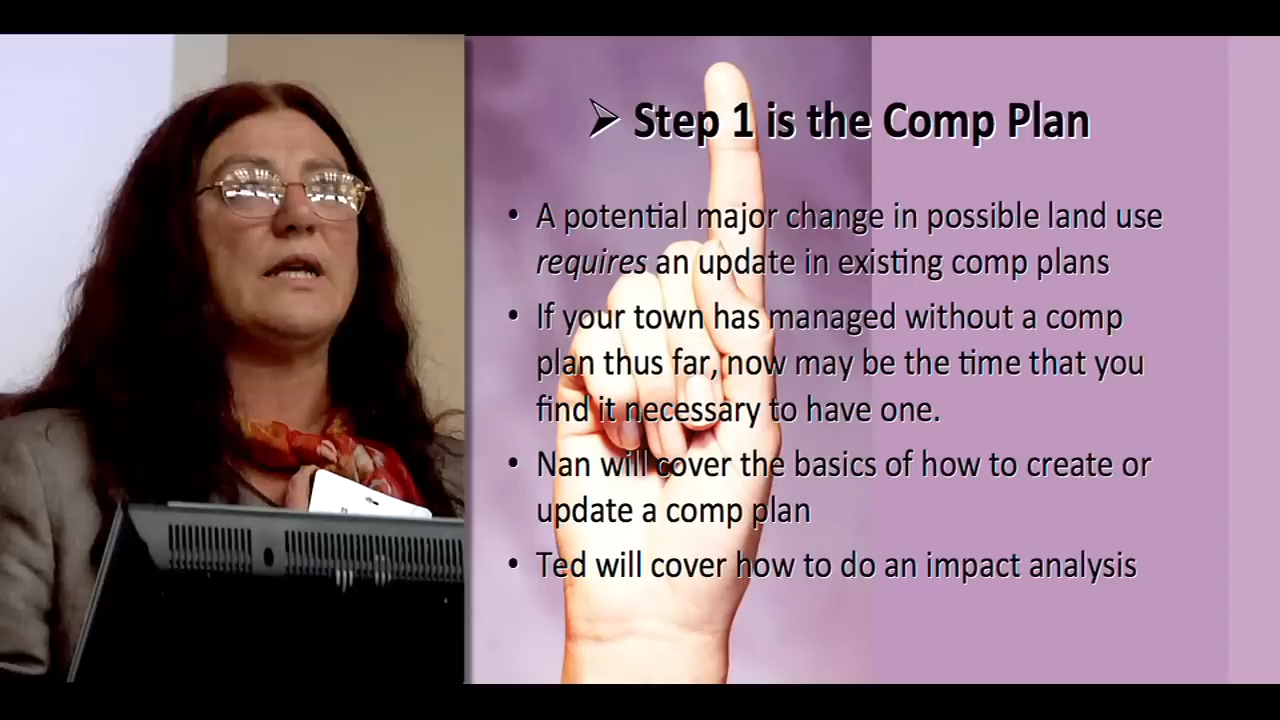 ➢ Step 1 is the Comp Plan
• A potential major change in possible land use
requires an update in existing comp plans
• If your town has managed without a comp
plan thus far, now may be the time that you
find it necessary to have one.
• Nan will cover the basics of how to create or
update a comp plan
• Ted will cover how to do an impact analysis